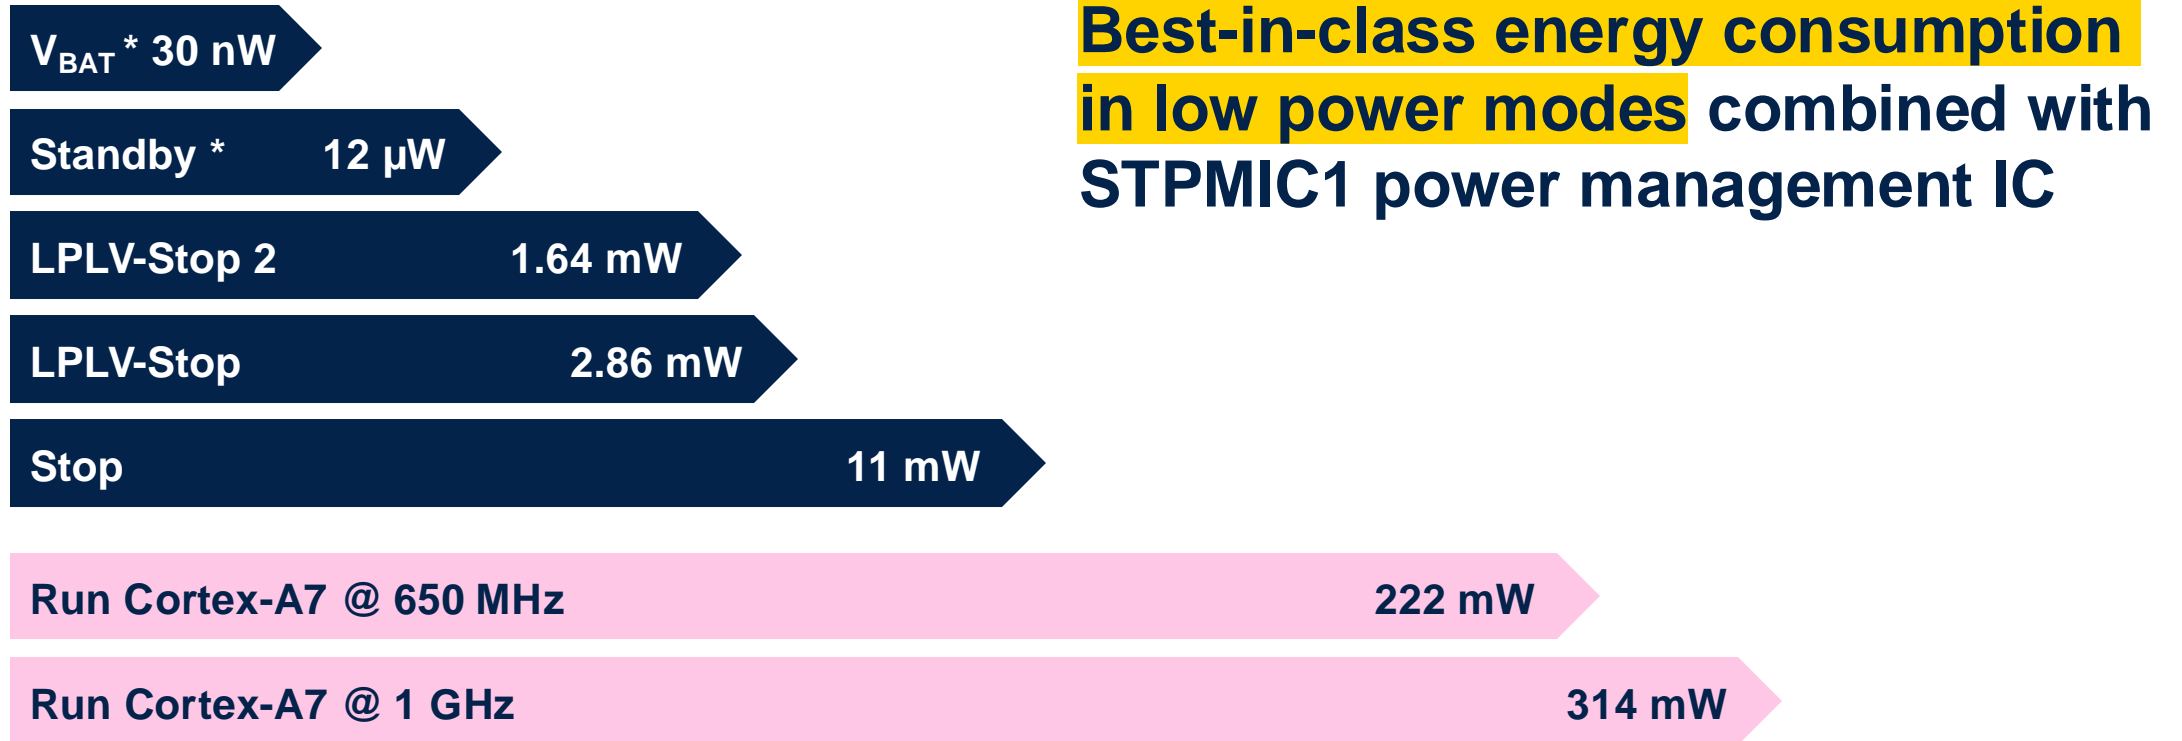 V_BAT * 30 nW
Best-in-class energy consumption
in low power modes combined with
STPMIC1 power management IC
Standby * 12 µW
LPLV-Stop 2 1.64 mW
LPLV-Stop 2.86 mW
Stop 11 mW
Run Cortex-A7 @ 650 MHz 222 mW
Run Cortex-A7 @ 1 GHz 314 mW